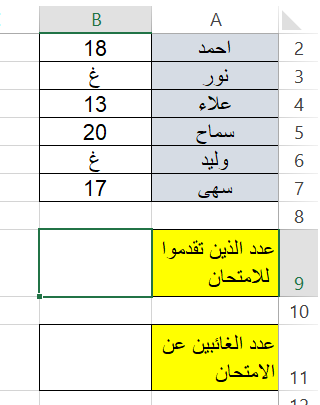 B A
احمد 18 2
نور غ 3
علاء 13 4
سماح 20 5
وليد غ 6
سهى 17 7
8
عدد الذين تقدموا
للامتحان 9
10
عدد الغائبين عن
الامتحان 11